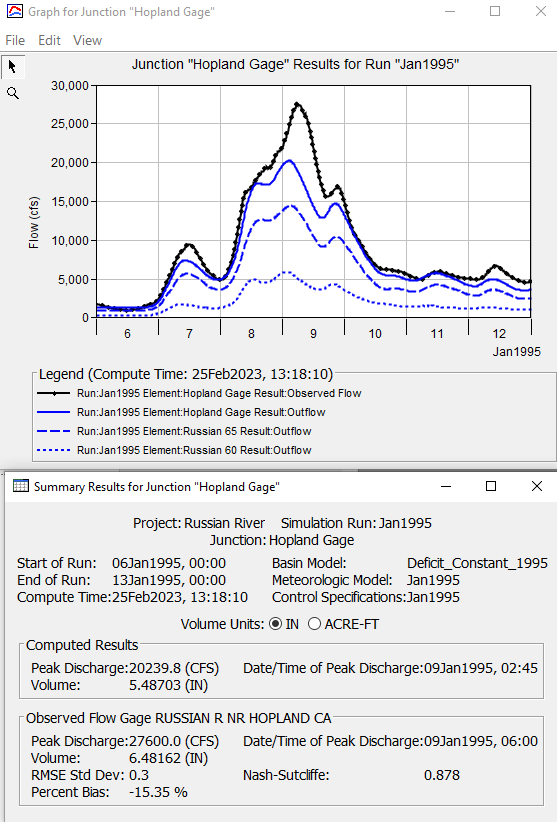 Graph for Junction "Hopland Gage"
File Edit View
Junction "Hopland Gage" Results for Run "Jan1995"
30,000
25,000
20,000
15,000
10,000
5,000
0
Flow (cfs)
6 7 8 9 10 11 12
Jan1995
Legend (Compute Time: 25Feb2023, 13:18:10)
Run:Jan1995 Element:Hopland Gage Result:Observed Flow
Run:Jan1995 Element:Hopland Gage Result:Outflow
Run:Jan1995 Element:Russian 65 Result:Outflow
Run:Jan1995 Element:Russian 60 Result:Outflow
Summary Results for Junction "Hopland Gage"
Project: Russian River Simulation Run: Jan1995
Junction: Hopland Gage
Start of Run: 06Jan1995, 00:00 Basin Model: Deficit_Constant_1995
End of Run: 13Jan1995, 00:00 Meteorologic Model: Jan1995
Compute Time:25Feb2023, 13:18:10 Control Specifications:Jan1995
Volume Units: IN ACRE-FT
Computed Results
Peak Discharge:20239.8 (CFS) Date/Time of Peak Discharge:09Jan1995, 02:45
Volume: 5.48703 (IN)
Observed Flow Gage RUSSIAN R NR HOPLAND CA
Peak Discharge:27600.0 (CFS) Date/Time of Peak Discharge:09Jan1995, 06:00
Volume: 6.48162 (IN)
RMSE Std Dev: 0.3 Nash-Sutcliffe: 0.878
Percent Bias: -15.35 %